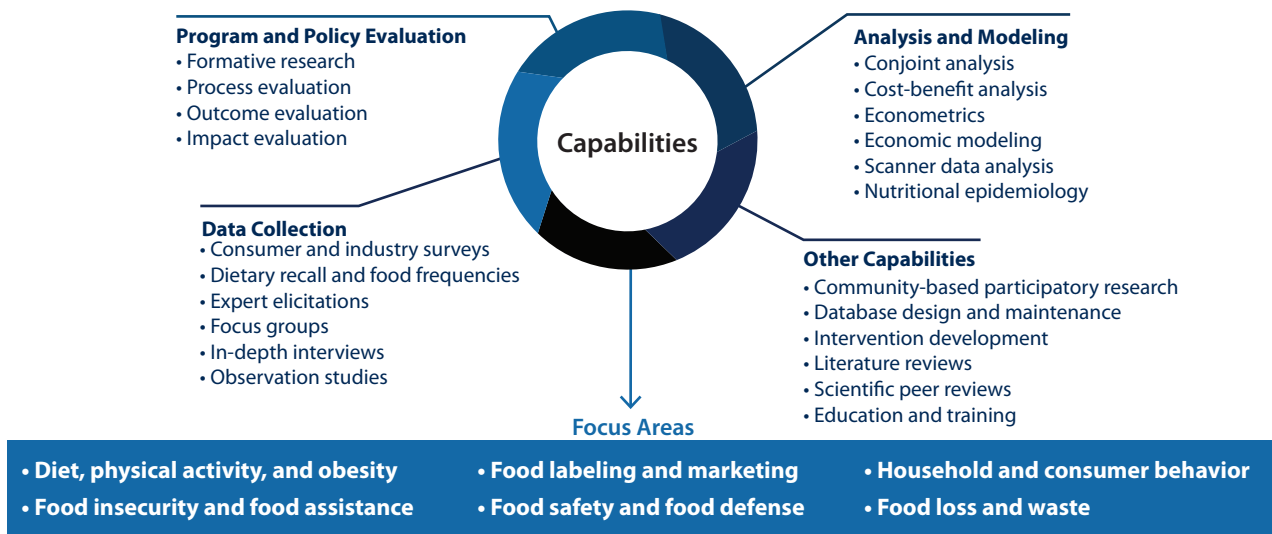 Program and Policy Evaluation
• Formative research
• Process evaluation
• Outcome evaluation
• Impact evaluation
Data Collection
• Consumer and industry surveys
• Dietary recall and food frequencies
• Expert elicitations
• Focus groups
• In-depth interviews
• Observation studies
Capabilities
Analysis and Modeling
• Conjoint analysis
• Cost-benefit analysis
• Econometrics
• Economic modeling
• Scanner data analysis
• Nutritional epidemiology
Other Capabilities
• Community-based participatory research
• Database design and maintenance
• Intervention development
• Literature reviews
• Scientific peer reviews
• Education and training
Focus Areas
• Diet, physical activity, and obesity
• Food insecurity and food assistance
• Food labeling and marketing
• Food safety and food defense
• Household and consumer behavior
• Food loss and waste